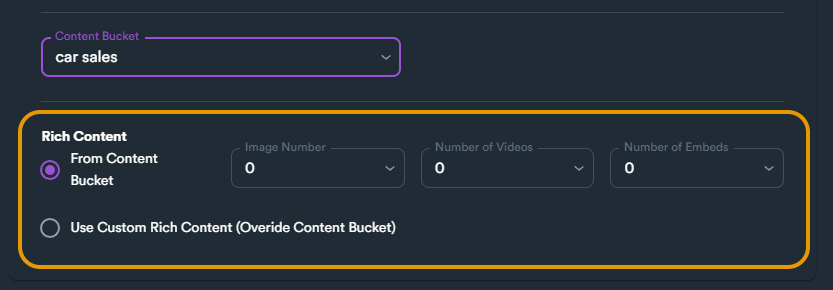 Content Bucket
car sales
Rich Content
From Content
Bucket
Image Number
0
Number of Videos
0
Number of Embeds
0
Use Custom Rich Content (Overide Content Bucket)